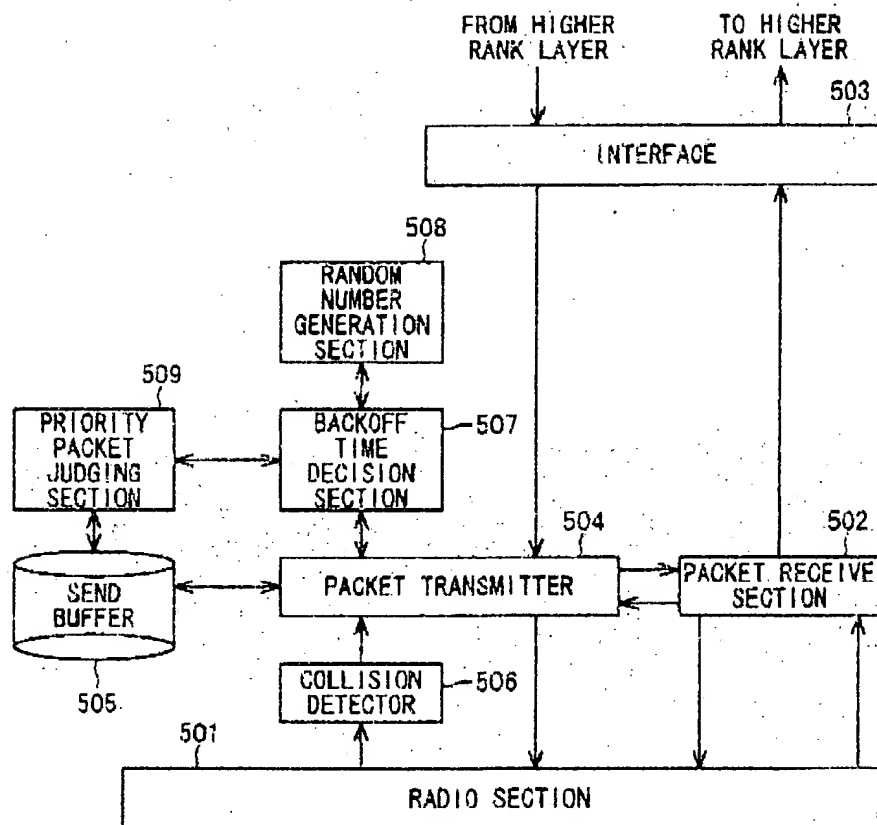 FROM HIGHER
RANK LAYER
TO HIGHER
RANK LAYER
503
INTERFACE
508
RANDOM
NUMBER
GENERATION
SECTION
509
PRIORITY
PACKET
JUDGING
SECTION
BACKOFF
TIME
DECISION
SECTION
507
504
502
SEND
BUFFER
PACKET TRANSMITTER
PACKET RECEIVE
SECTION
505
COLLISION
DETECTOR
506
501
RADIO SECTION